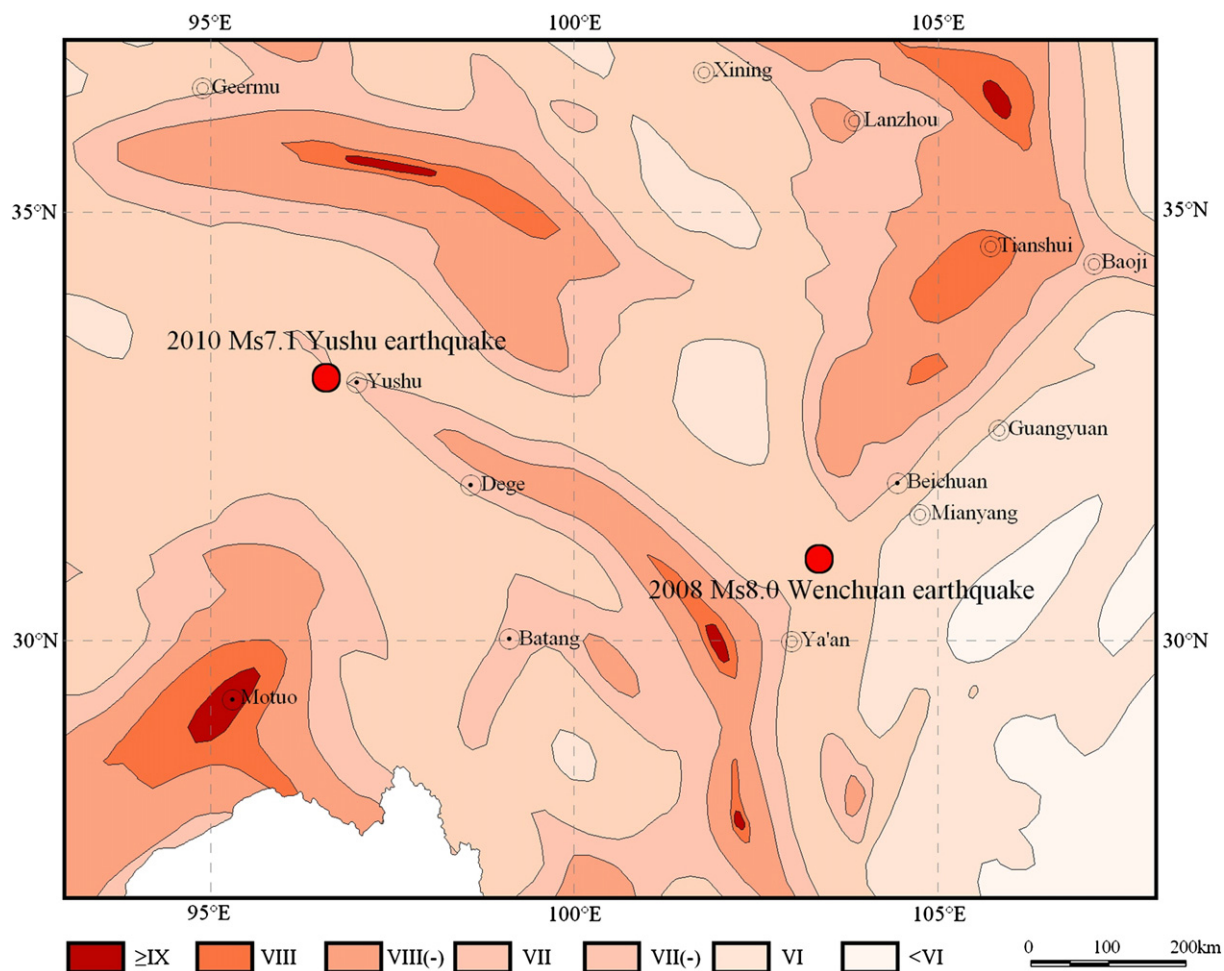 95°E 100°E 105°E
Geermu
Xining
Lanzhou
35°N 35°N
Tianshui
Baoji
2010 Ms7.1 Yushu earthquake
Yushu
Guangyuan
Dege
Beichuan
Mianyang
2008 Ms8.0 Wenchuan earthquake
30°N Batang Ya'an 30°N
Motuo
95°E 100°E 105°E
≥IX VIII VIII(-) VII VII(-) VI <VI
0 100 200km